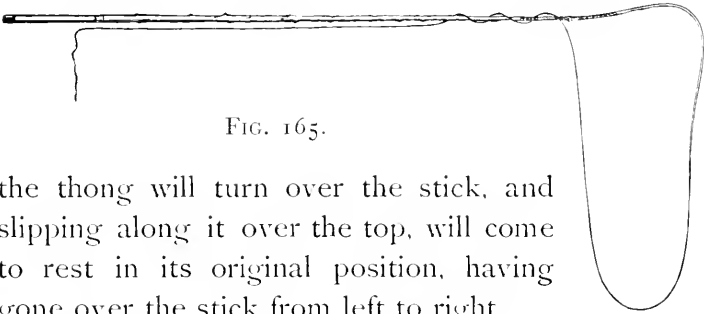 Fig. 165.
the thong will turn over the stick, and
slipping along it over the top, will come
to rest in its original position, having
gone over the stick from left to right